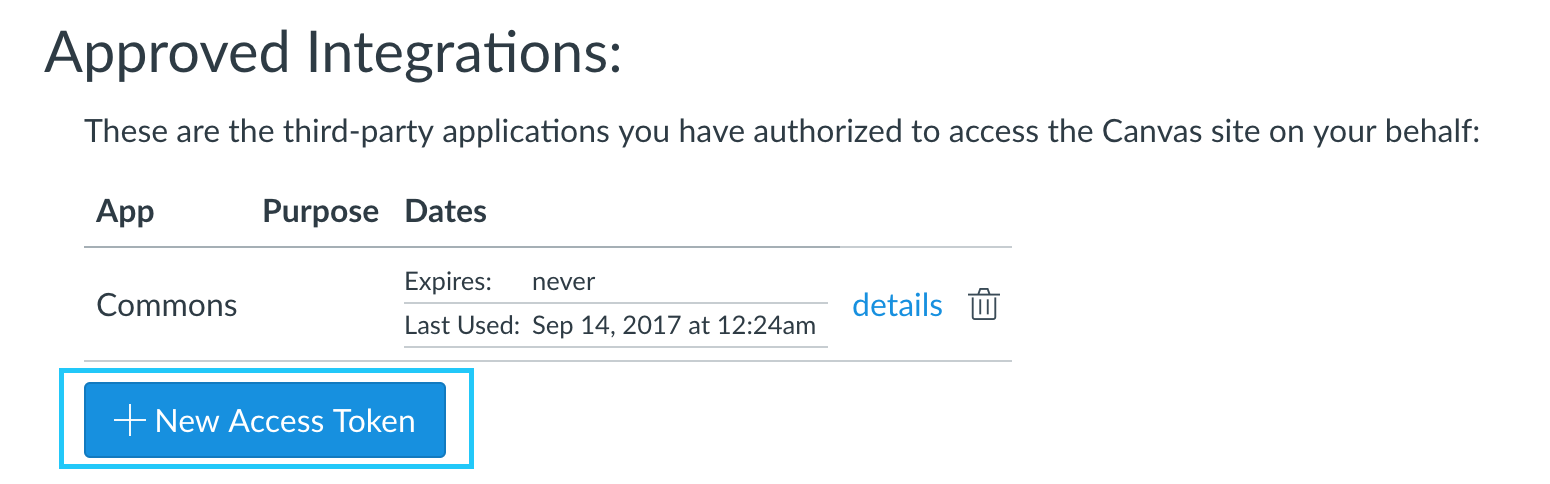 Approved Integrations:
These are the third-party applications you have authorized to access the Canvas site on your behalf:
App Purpose Dates
Expires: never
Commons details
Last Used: Sep 14, 2017 at 12:24am
New Access Token